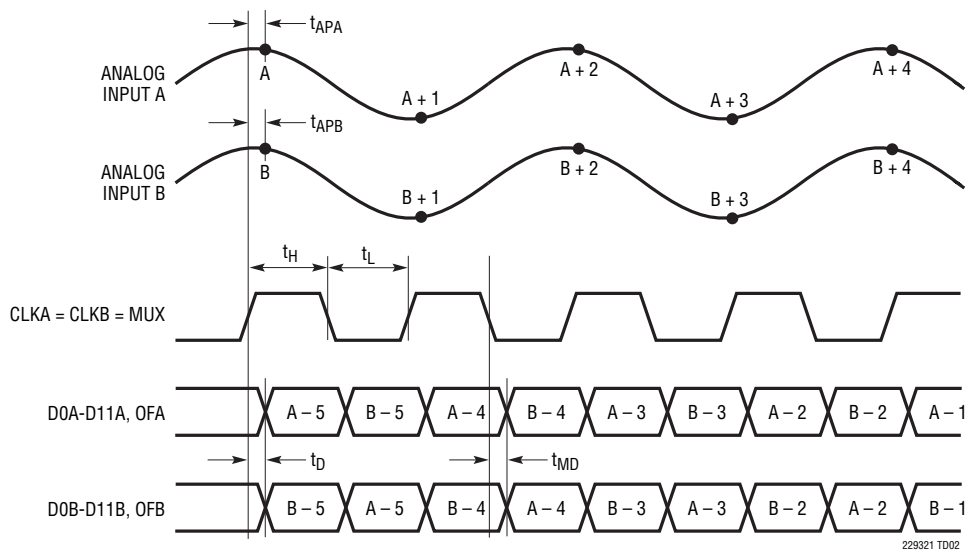 tAPA
ANALOG
INPUT A
A
A + 1
A + 2
A + 3
A + 4
tAPB
ANALOG
INPUT B
B
B + 1
B + 2
B + 3
B + 4
tH
tL
CLKA = CLKB = MUX
D0A-D11A, OFA
A – 5
B – 5
A – 4
B – 4
A – 3
B – 3
A – 2
B – 2
A – 1
tD
tMD
D0B-D11B, OFB
B – 5
A – 5
B – 4
A – 4
B – 3
A – 3
B – 2
A – 2
B – 1
229321 TD02